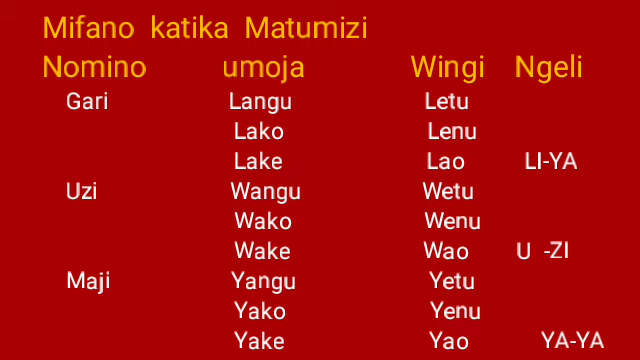 Mifano katika Matumizi
Nomino umoja Wingi Ngeli
Gari Langu Letu
Lako Lenu
Lake Lao LI-YA
Uzi Wangu Wetu
Wako Wenu
Wake Wao U -ZI
Maji Yangu Yetu
Yako Yenu
Yake Yao YA-YA